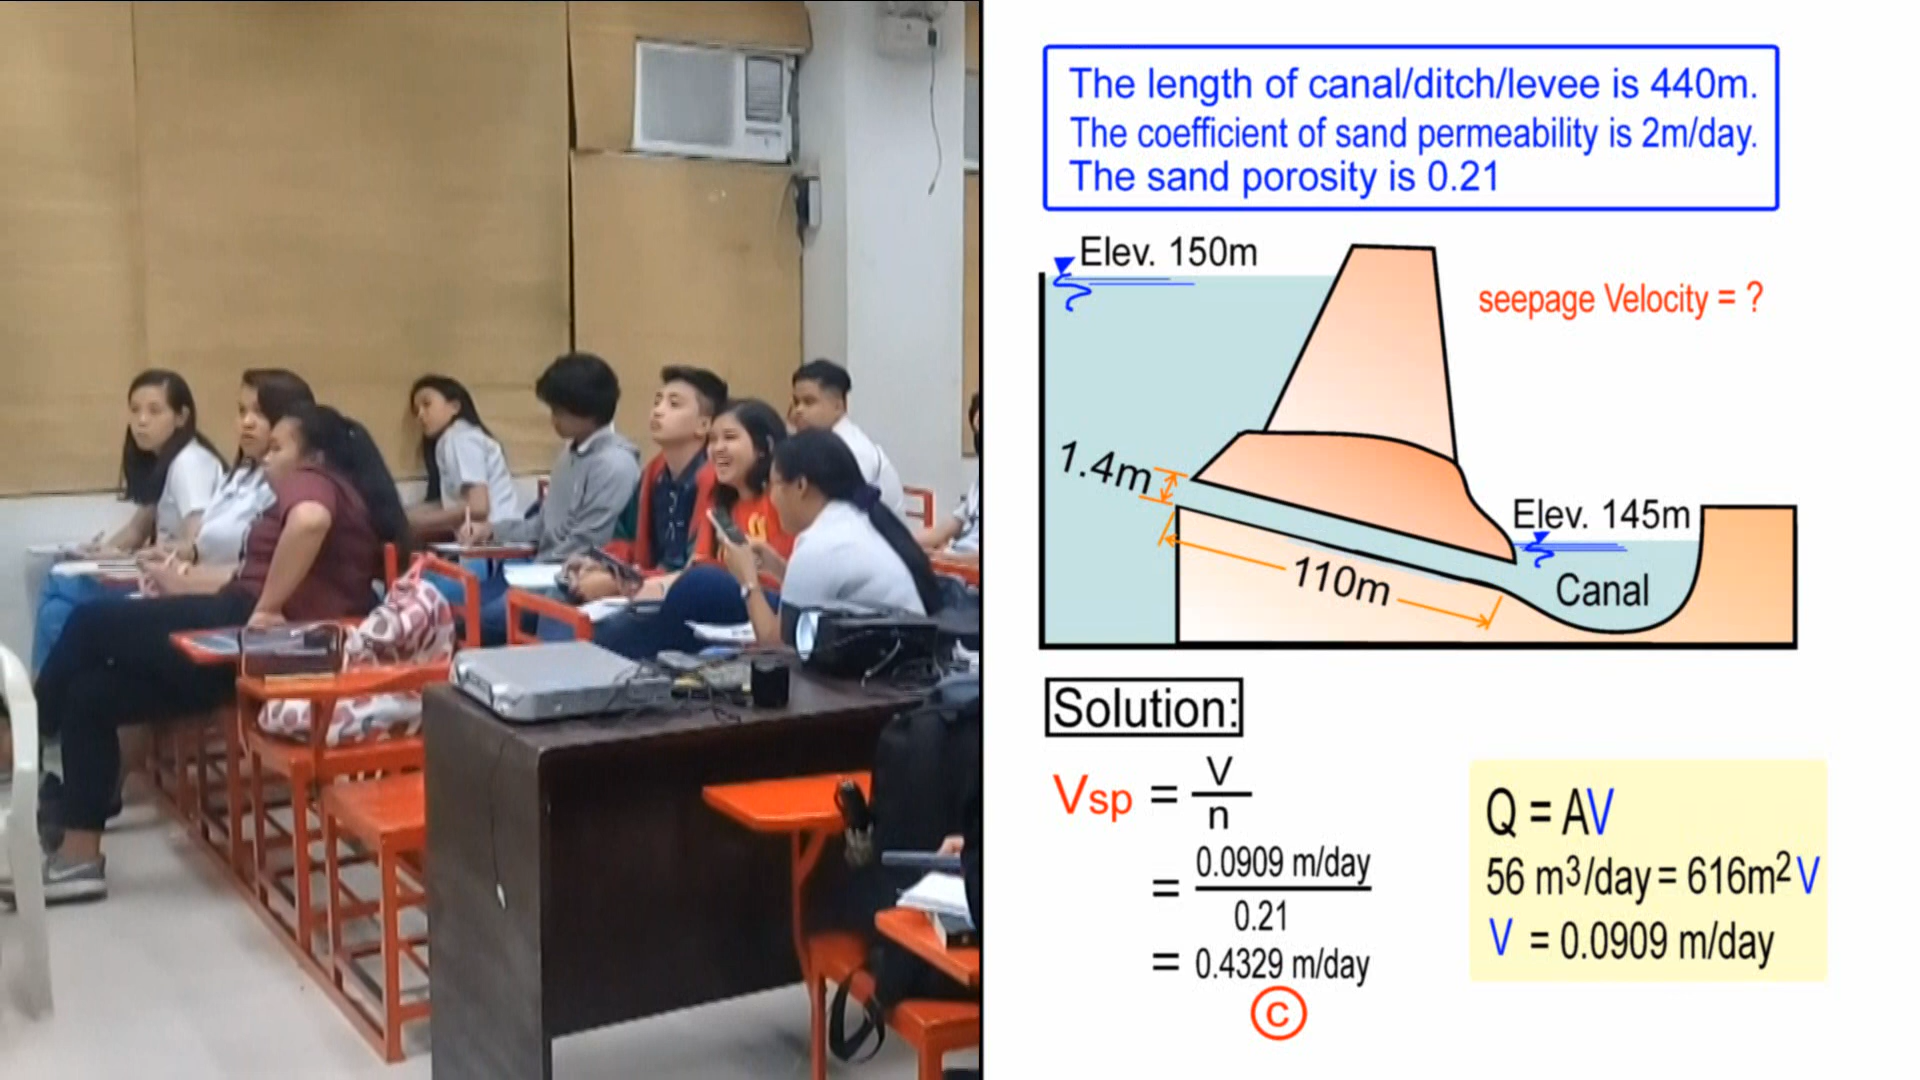 The length of canal/ditch/levee is 440m.
The coefficient of sand permeability is 2m/day.
The sand porosity is 0.21
Elev. 150m
seepage Velocity = ?
1.4m
Elev. 145m
110m
Canal
Solution:
Vsp = V/n
= 0.0909 m/day / 0.21
= 0.4329 m/day
C
Q = AV
56 m³/day = 616m² V
V = 0.0909 m/day